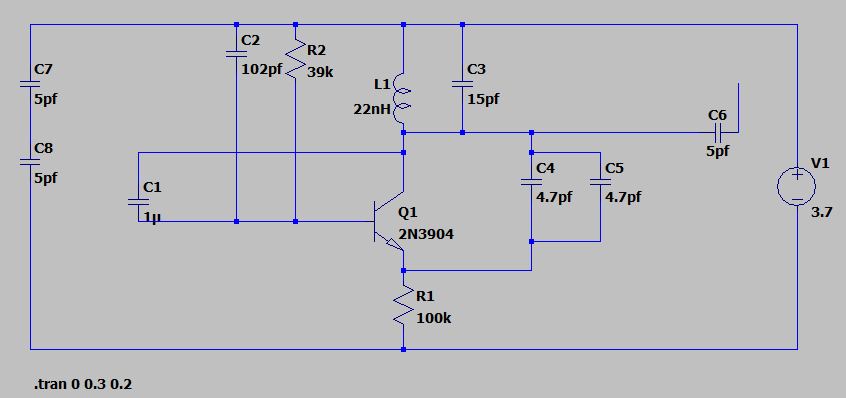 C7
5pf
C8
5pf
C2
102pf
R2
39k
L1
22nH
C3
15pf
C6
5pf
C1
1µ
Q1
2N3904
C4
4.7pf
C5
4.7pf
V1
3.7
R1
100k
.tran 0 0.3 0.2